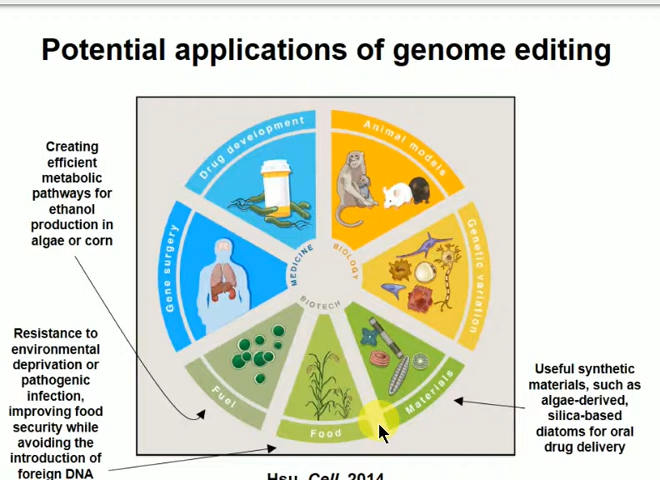 Potential applications of genome editing
Creating
efficient
metabolic
pathways for
ethanol
production in
algae or corn
Resistance to
environmental
deprivation or
pathogenic
infection,
improving food
security while
avoiding the
introduction of
foreign DNA
Drug development
Animal models
Gene surgery
Genetic variation
MEDICINE
BIOLOGY
BIOTECH
Fuel
Food
Materials
Useful synthetic
materials, such as
algae-derived,
silica-based
diatoms for oral
drug delivery
Hsu, Cell, 2014